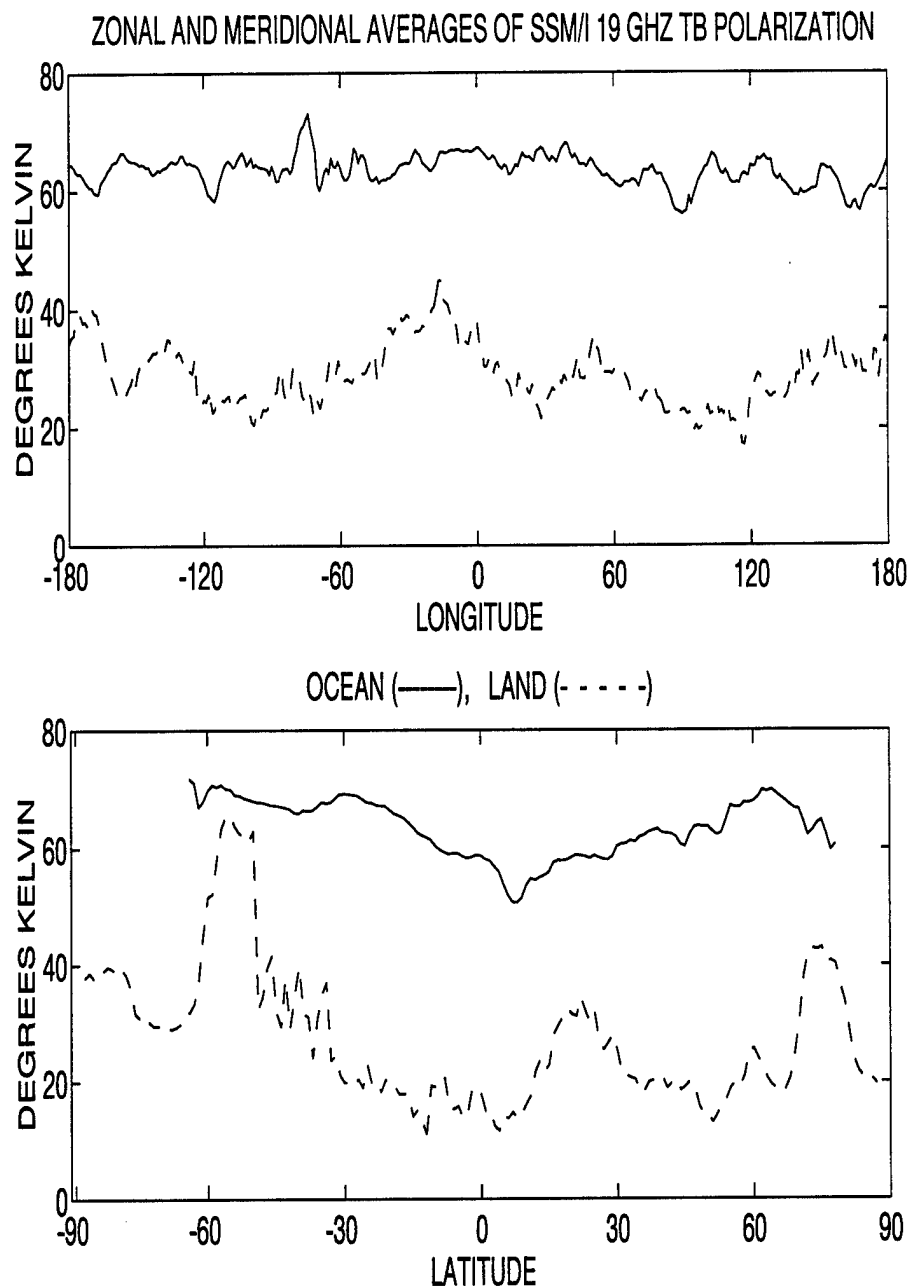 ZONAL AND MERIDIONAL AVERAGES OF SSM/I 19 GHZ TB POLARIZATION
80
60
40
20
0
DEGREES KELVIN
-180 -120 -60 0 60 120 180
LONGITUDE
OCEAN (——), LAND (- - - - -)
80
60
40
20
0
DEGREES KELVIN
-90 -60 -30 0 30 60 90
LATITUDE